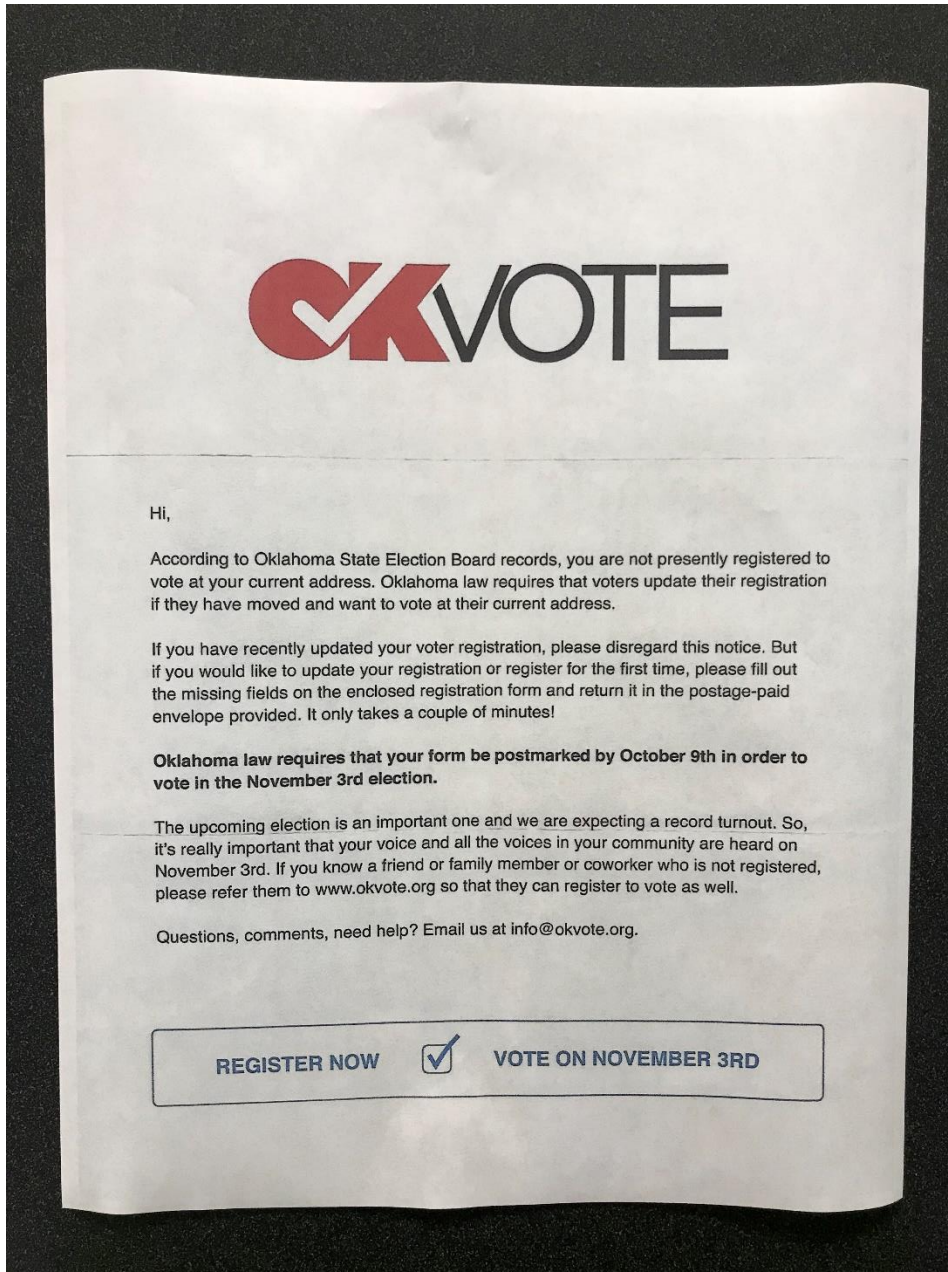 OKVOTE
Hi,
According to Oklahoma State Election Board records, you are not presently registered to
vote at your current address. Oklahoma law requires that voters update their registration
if they have moved and want to vote at their current address.
If you have recently updated your voter registration, please disregard this notice. But
if you would like to update your registration or register for the first time, please fill out
the missing fields on the enclosed registration form and return it in the postage-paid
envelope provided. It only takes a couple of minutes!
Oklahoma law requires that your form be postmarked by October 9th in order to
vote in the November 3rd election.
The upcoming election is an important one and we are expecting a record turnout. So,
it's really important that your voice and all the voices in your community are heard on
November 3rd. If you know a friend or family member or coworker who is not registered,
please refer them to www.okvote.org so that they can register to vote as well.
Questions, comments, need help? Email us at info@okvote.org.
REGISTER NOW VOTE ON NOVEMBER 3RD